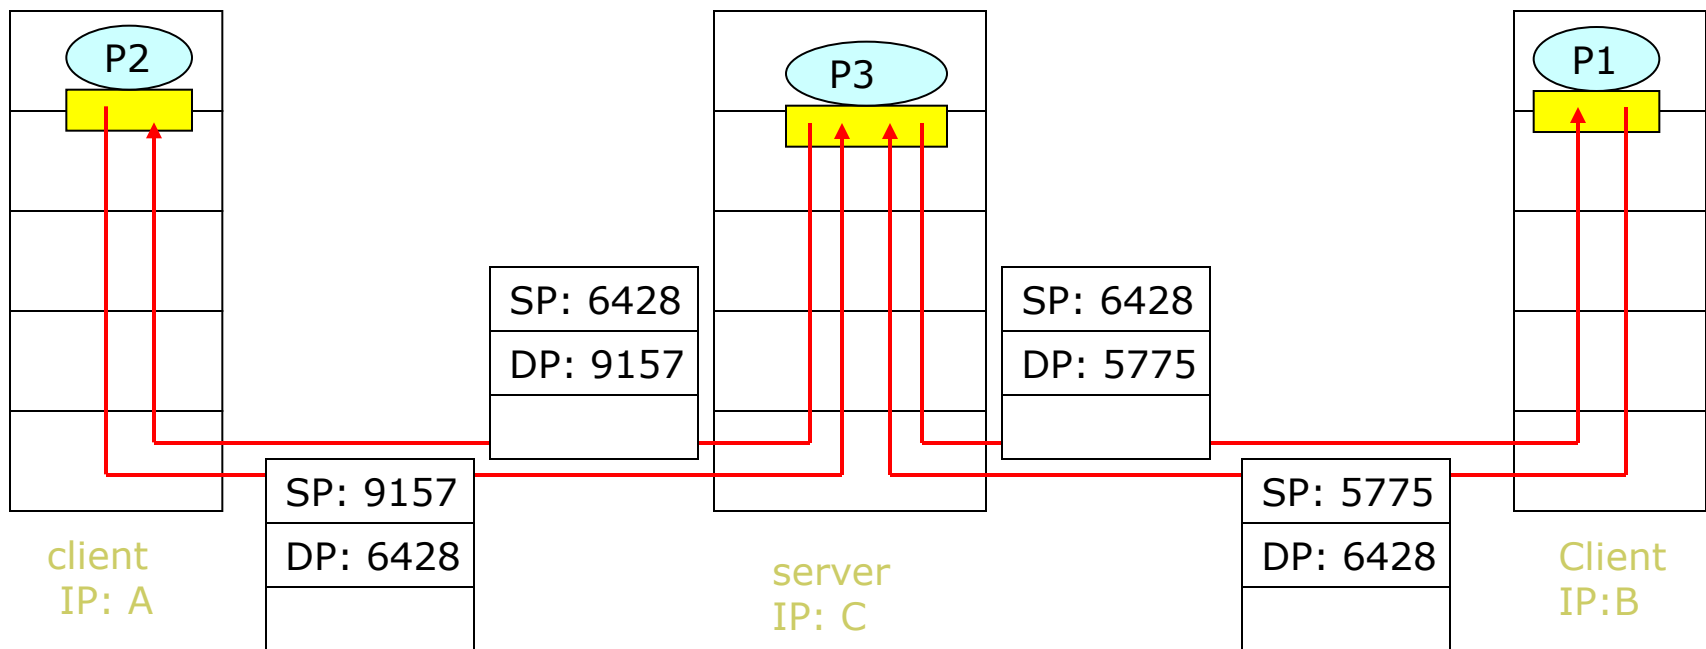 P2
P3
P1
SP: 6428
DP: 9157
SP: 6428
DP: 5775
SP: 9157
DP: 6428
SP: 5775
DP: 6428
client
IP: A
server
IP: C
Client
IP:B